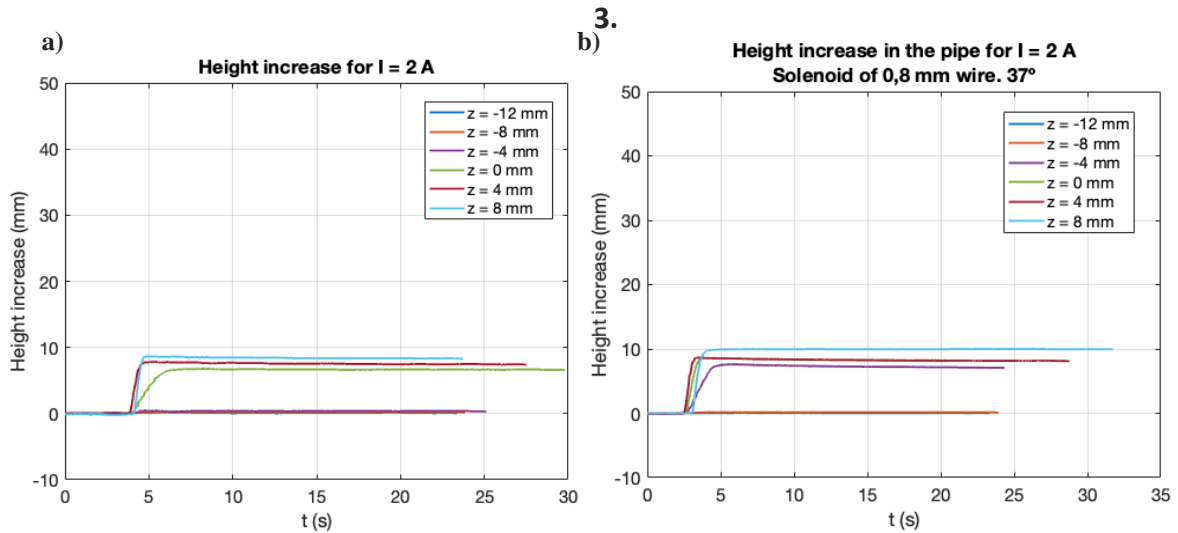 3.
a)
Height increase for I = 2 A
50
40
30
20
10
0
-10
Height increase (mm)
z = -12 mm
z = -8 mm
z = -4 mm
z = 0 mm
z = 4 mm
z = 8 mm
0 5 10 15 20 25 30
t (s)
b)
Height increase in the pipe for I = 2 A
Solenoid of 0,8 mm wire. 37º
50
40
30
20
10
0
-10
Height increase (mm)
z = -12 mm
z = -8 mm
z = -4 mm
z = 0 mm
z = 4 mm
z = 8 mm
0 5 10 15 20 25 30 35
t (s)